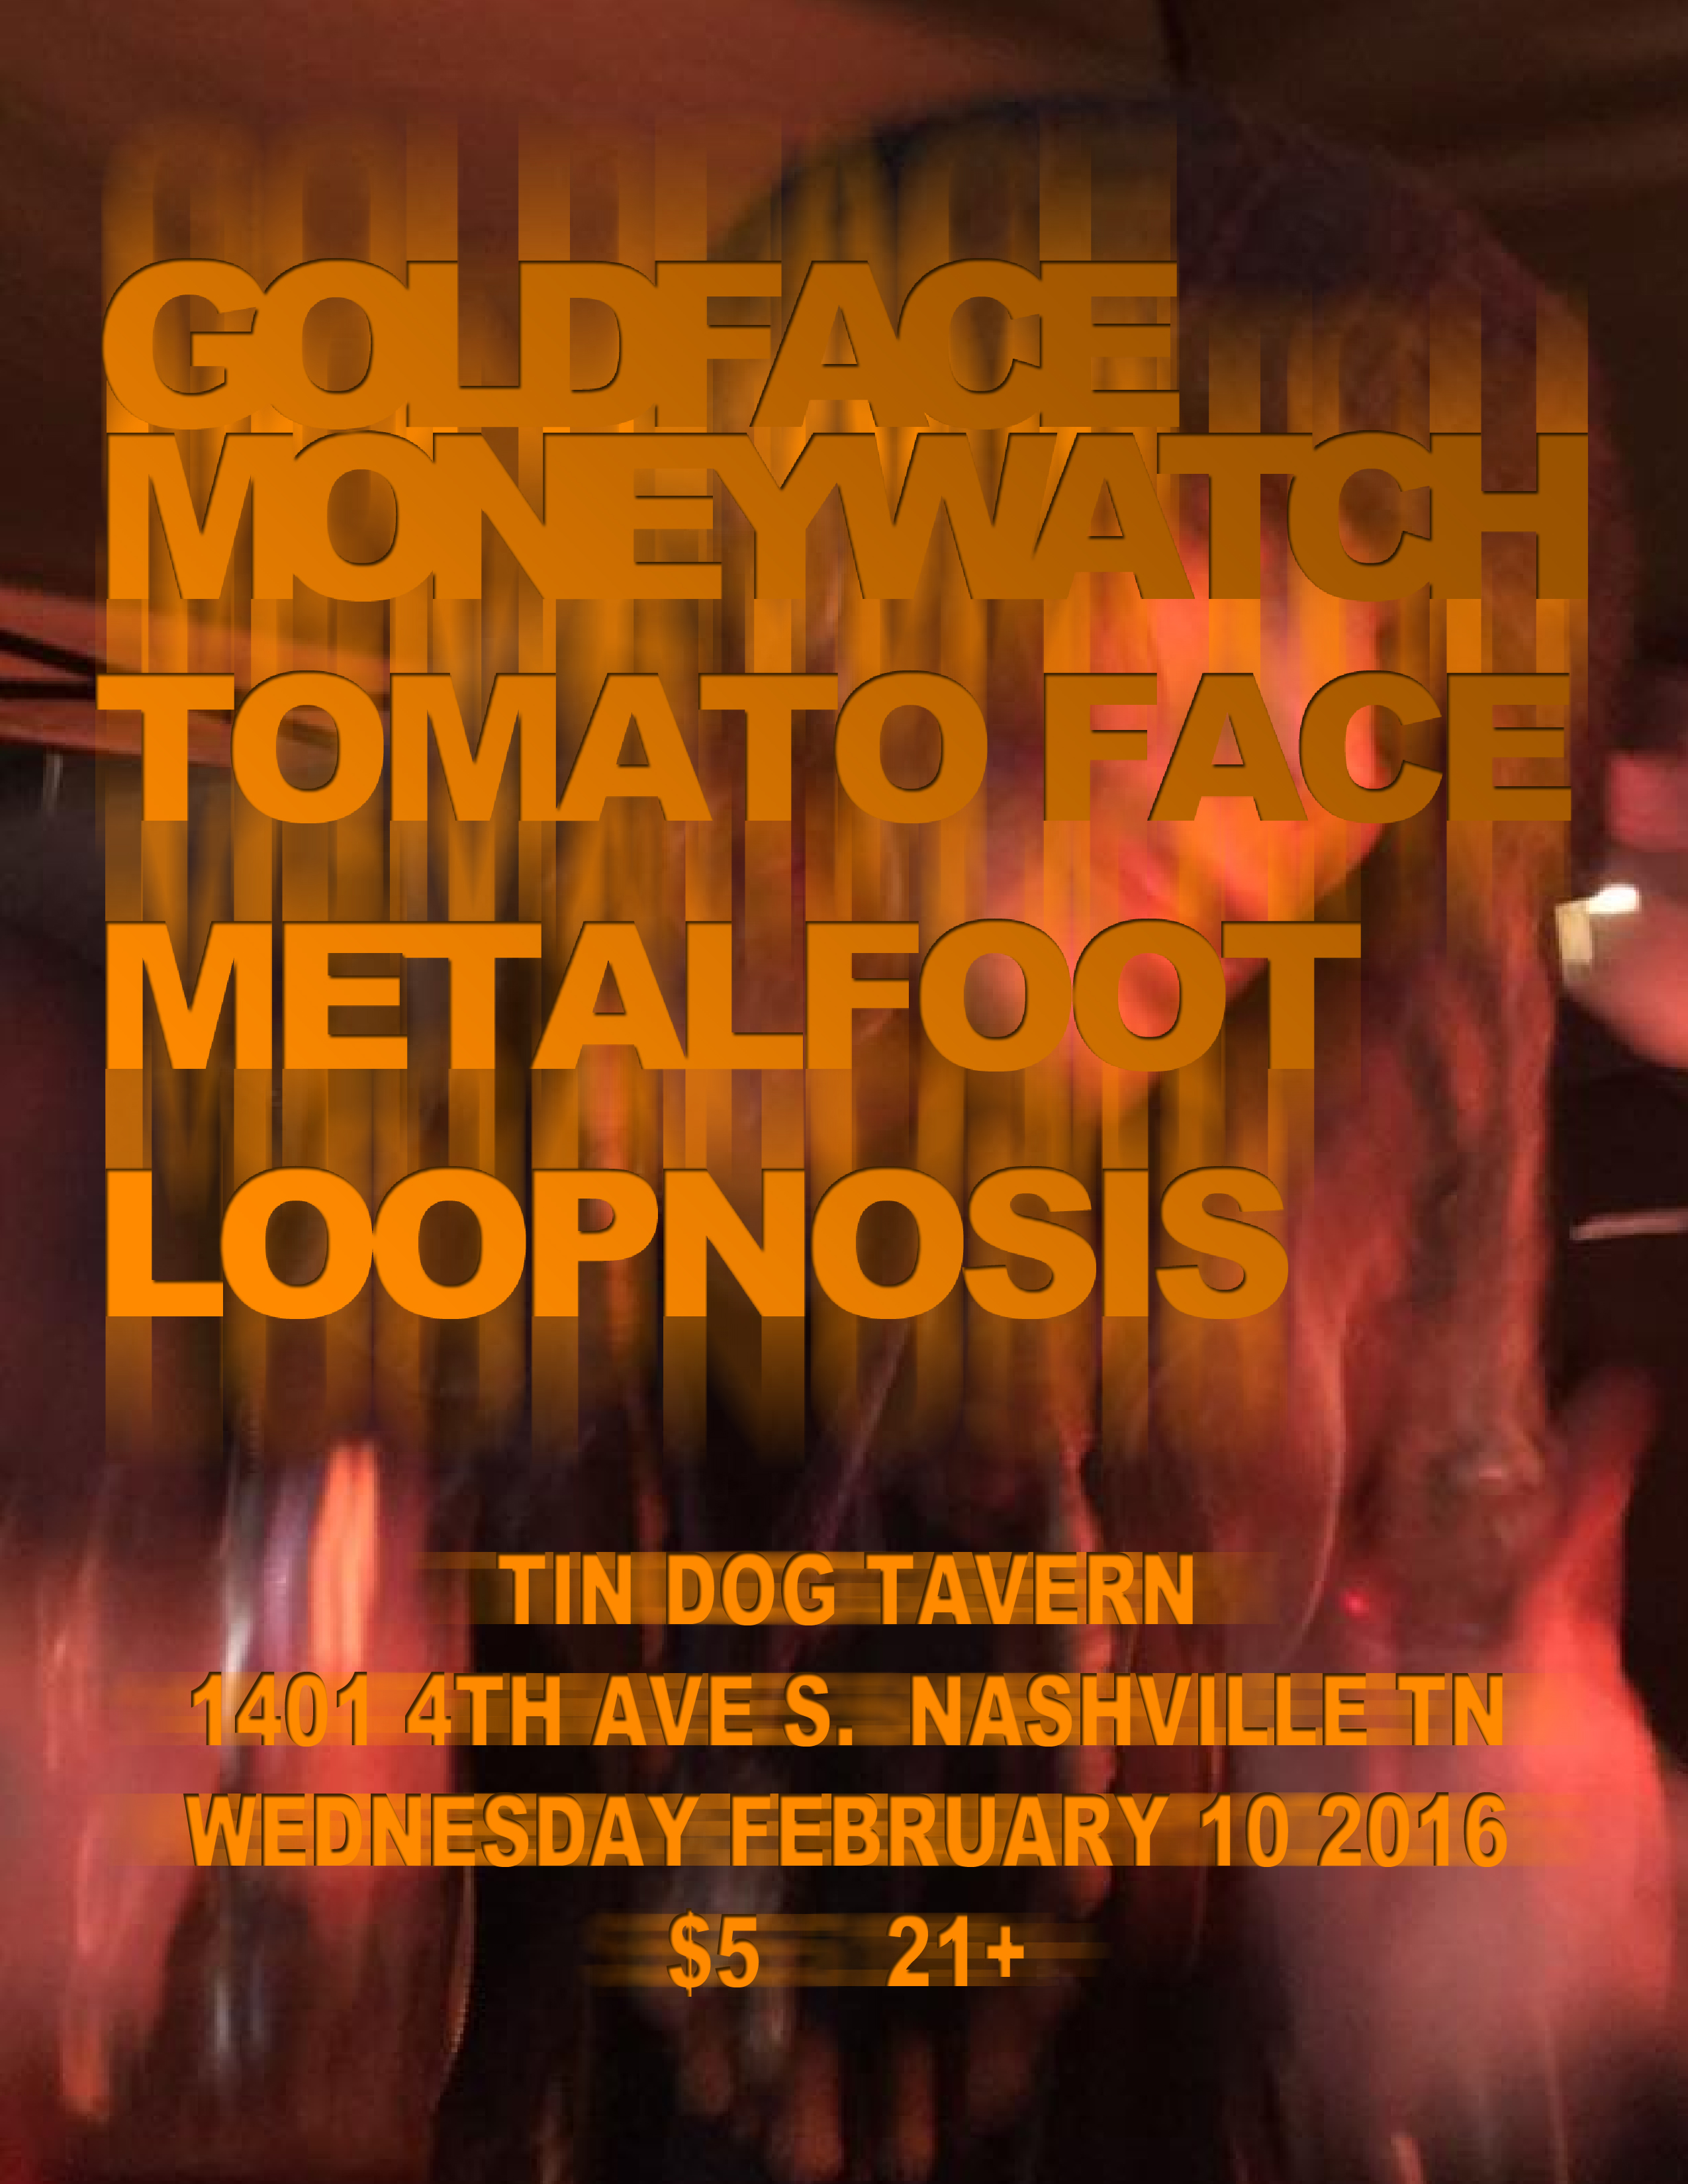 GOLDFACE
MONEYWATCH
TOMATO FACE
METALFOOT
LOOPNOSIS
TIN DOG TAVERN
1401 4TH AVE S. NASHVILLE TN
WEDNESDAY FEBRUARY 10 2016
$5 21+